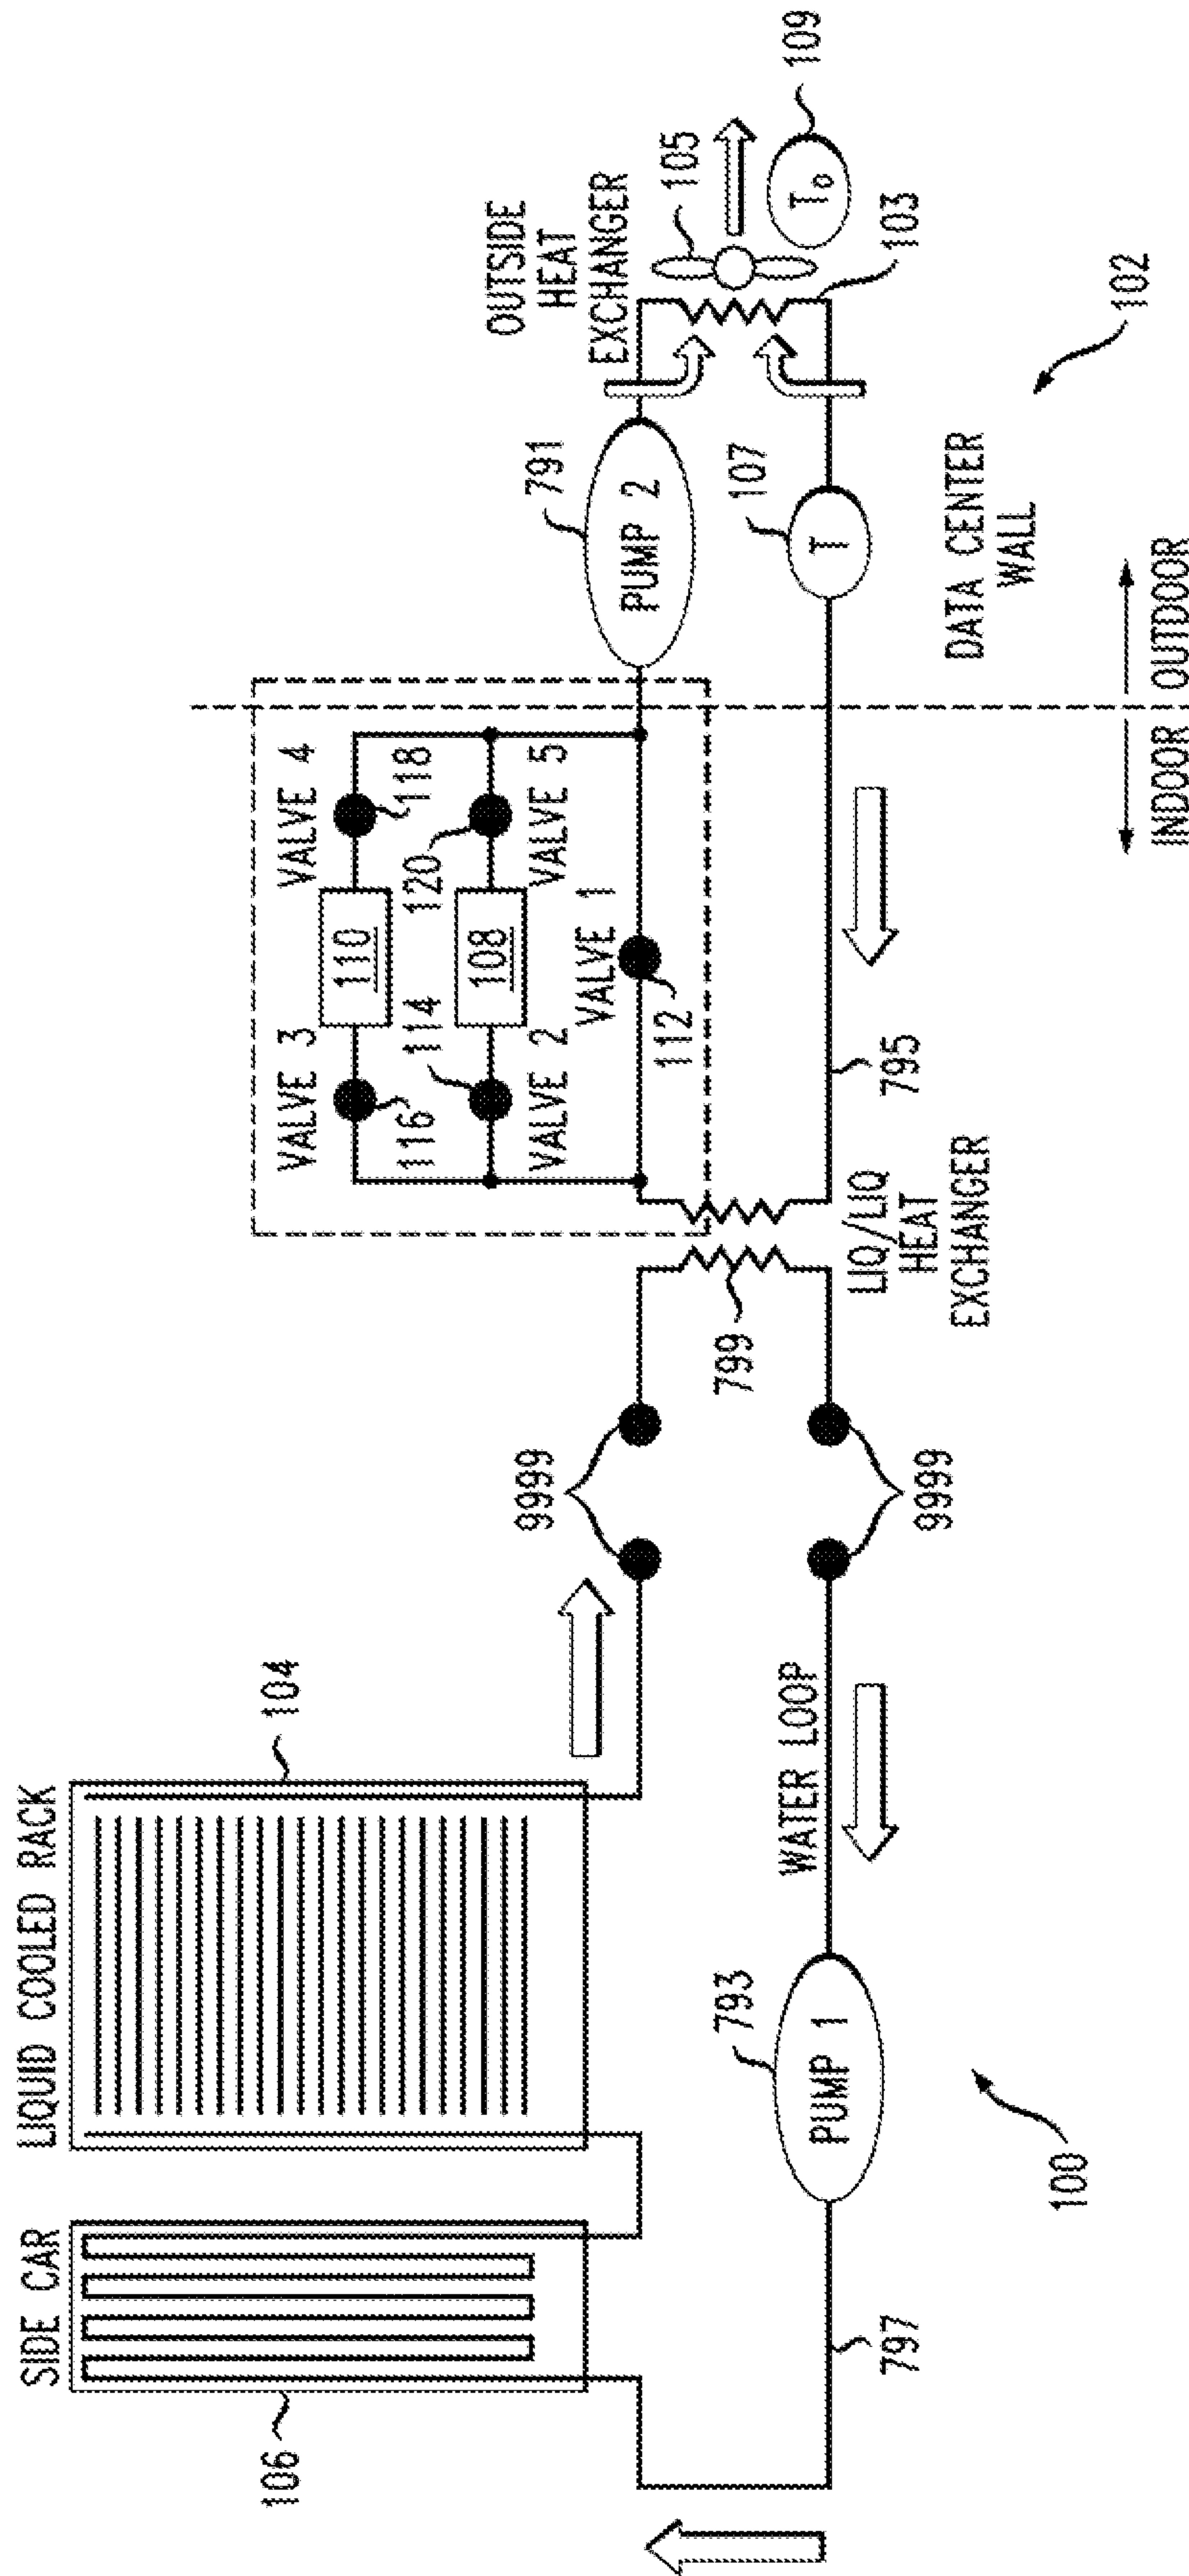 SIDE CAR
LIQUID COOLED RACK
106
104
VALVE 3
VALVE 4
110
116
118
114
120
108
VALVE 2
VALVE 5
VALVE 1
112
OUTSIDE
HEAT
EXCHANGER
791
PUMP 2
105
109
T₀
107
T
103
9999
799
9999
LIQ/LIQ
HEAT
EXCHANGER
793
PUMP 1
WATER LOOP
797
795
DATA CENTER
WALL
102
100
INDOOR
OUTDOOR